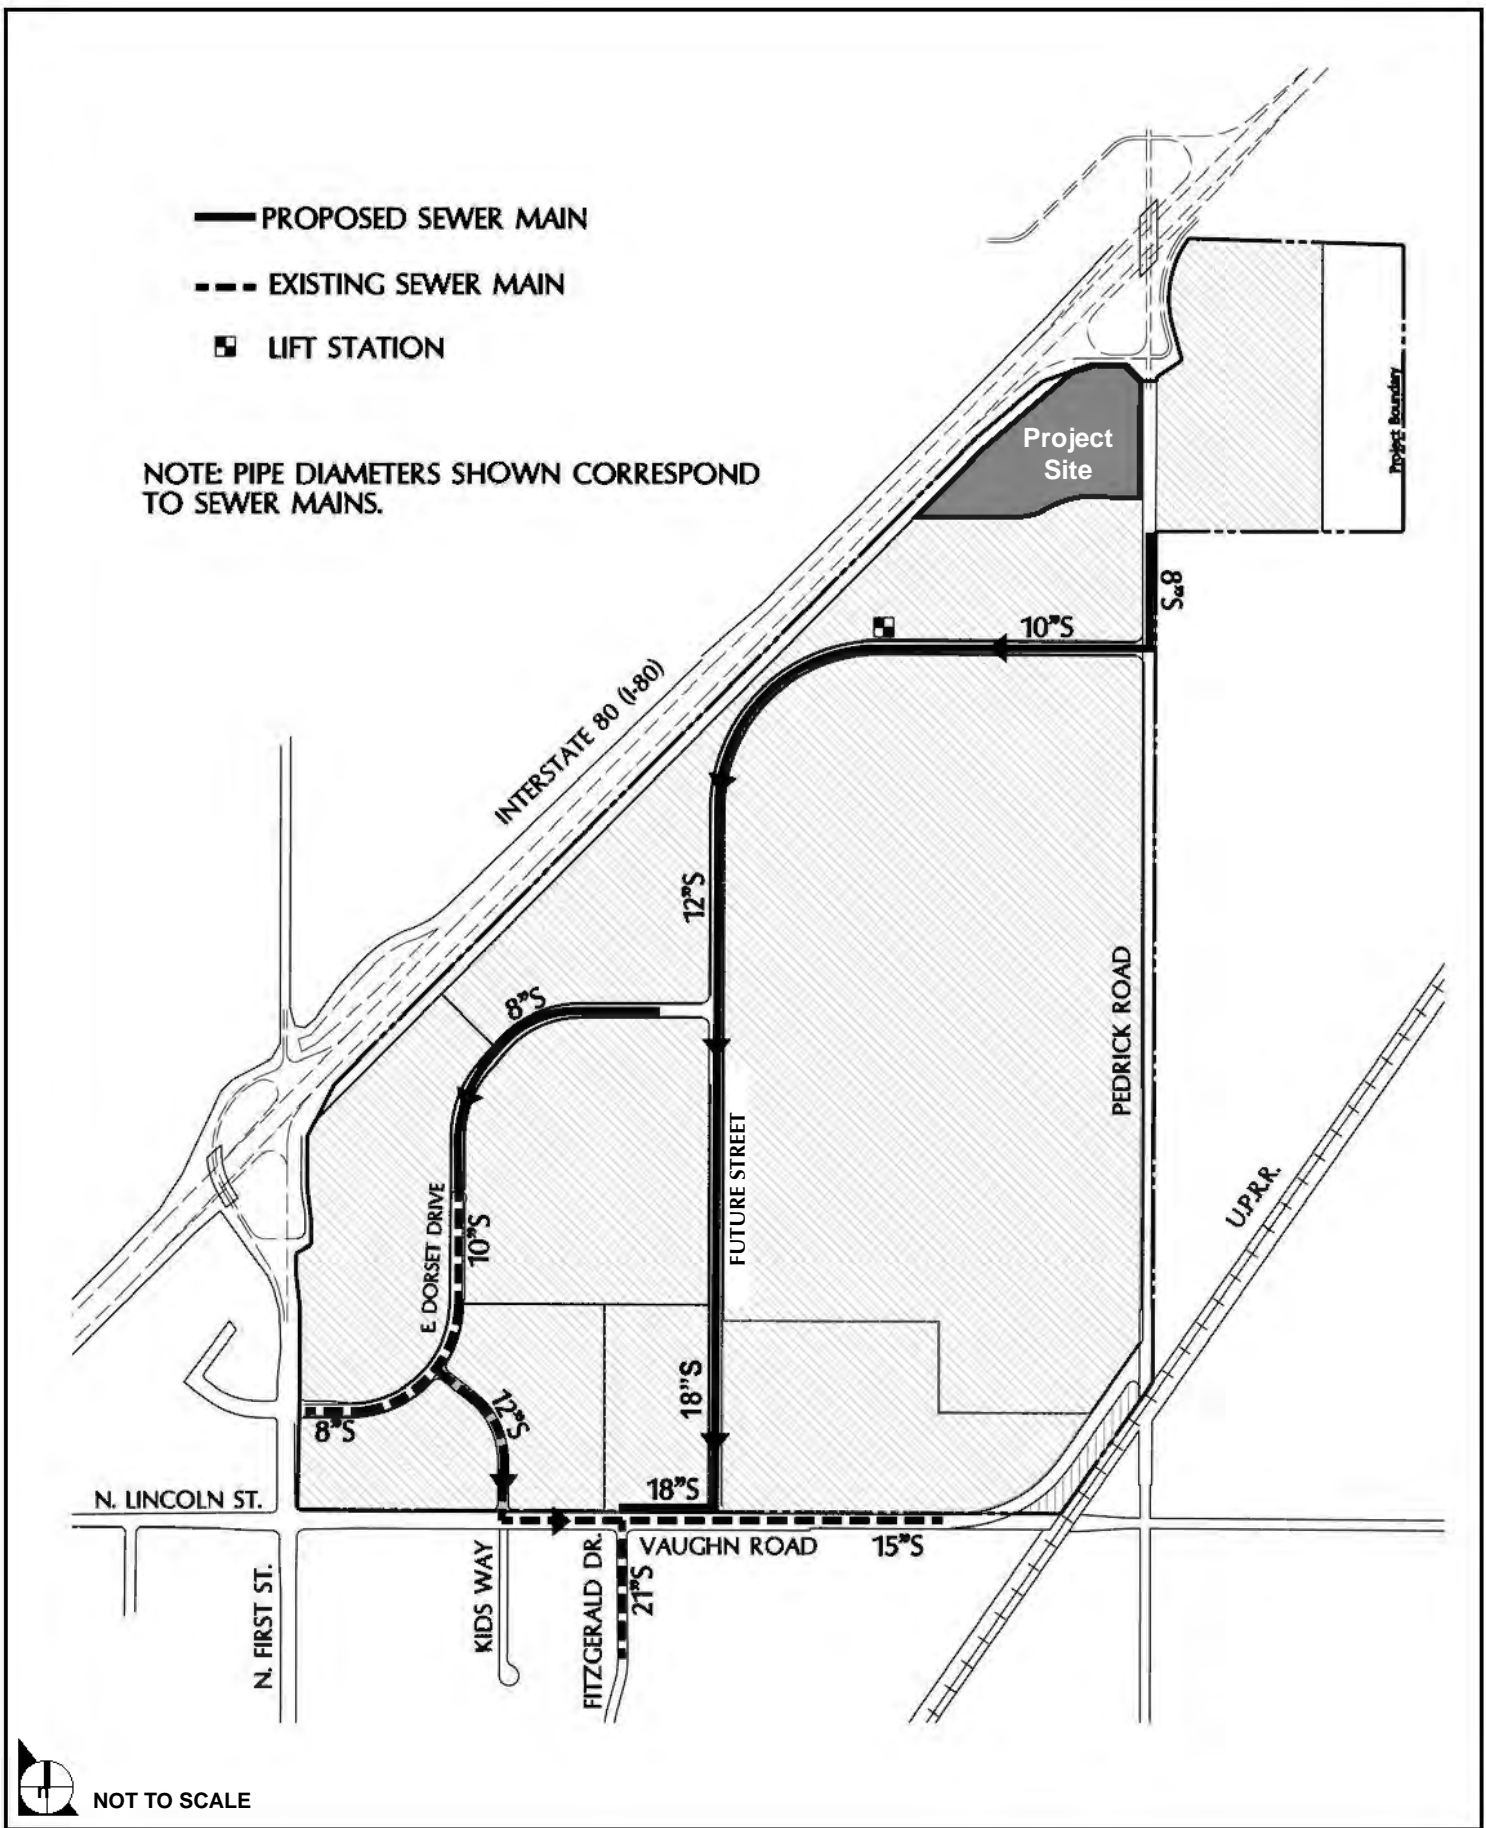 PROPOSED SEWER MAIN
EXISTING SEWER MAIN
LIFT STATION
NOTE: PIPE DIAMETERS SHOWN CORRESPOND
TO SEWER MAINS.
Project
Site
Project Boundary
8"S
10"S
INTERSTATE 80 (I-80)
12"S
PEDRICK ROAD
8"S
FUTURE STREET
U.P.R.R.
E. DORSET DRIVE
10"S
18"S
12"S
8"S
18"S
N. LINCOLN ST.
VAUGHN ROAD
15"S
N. FIRST ST.
KIDS WAY
FITZGERALD DR.
21"S
n
NOT TO SCALE